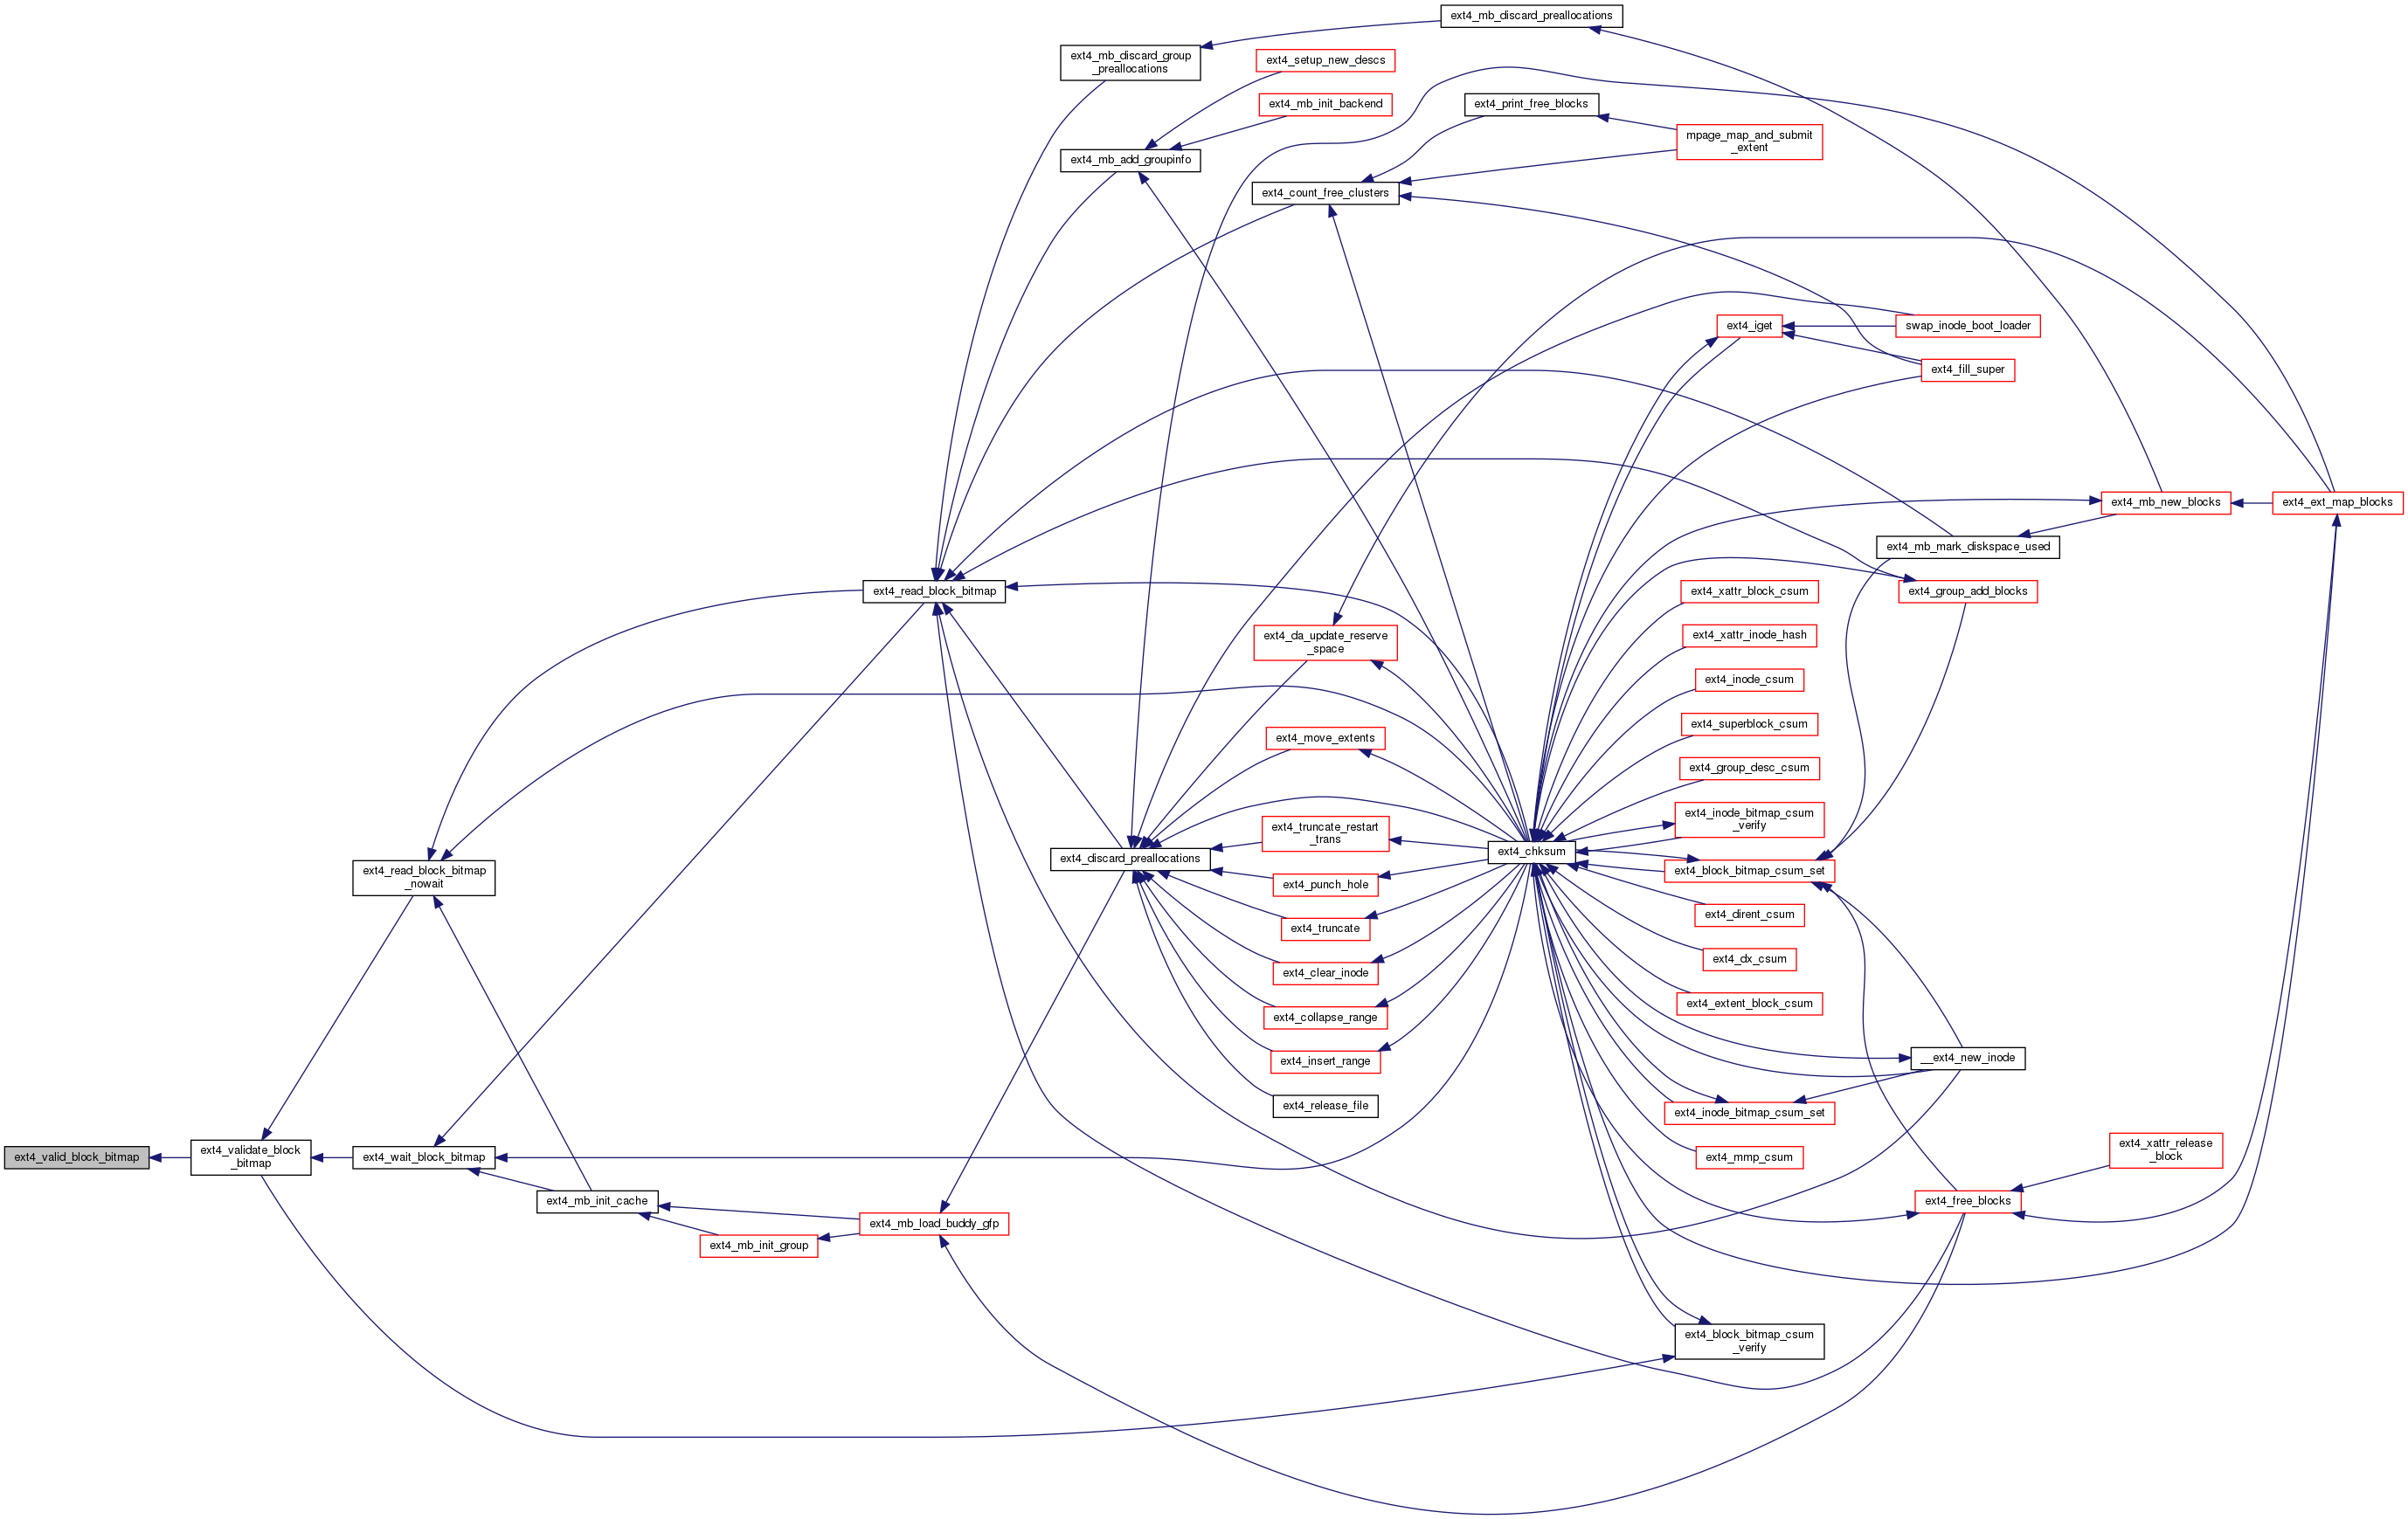 ext4_mb_discard_preallocations
ext4_mb_discard_group
_preallocations
ext4_setup_new_descs
ext4_mb_init_backend
ext4_print_free_blocks
mpage_map_and_submit
_extent
ext4_mb_add_groupinfo
ext4_count_free_clusters
ext4_iget
swap_inode_boot_loader
ext4_fill_super
ext4_mb_new_blocks
ext4_ext_map_blocks
ext4_mb_mark_diskspace_used
ext4_read_block_bitmap
ext4_xattr_block_csum
ext4_group_add_blocks
ext4_da_update_reserve
_space
ext4_xattr_inode_hash
ext4_inode_csum
ext4_superblock_csum
ext4_move_extents
ext4_group_desc_csum
ext4_inode_bitmap_csum
_verify
ext4_truncate_restart
_trans
ext4_discard_preallocations
ext4_chksum
ext4_block_bitmap_csum_set
ext4_read_block_bitmap
_nowait
ext4_punch_hole
ext4_dirent_csum
ext4_truncate
ext4_dx_csum
ext4_clear_inode
ext4_extent_block_csum
ext4_collapse_range
ext4_insert_range
__ext4_new_inode
ext4_release_file
ext4_inode_bitmap_csum_set
ext4_mmp_csum
ext4_xattr_release
_block
ext4_valid_block_bitmap
ext4_validate_block
_bitmap
ext4_wait_block_bitmap
ext4_mb_init_cache
ext4_free_blocks
ext4_mb_load_buddy_gfp
ext4_mb_init_group
ext4_block_bitmap_csum
_verify